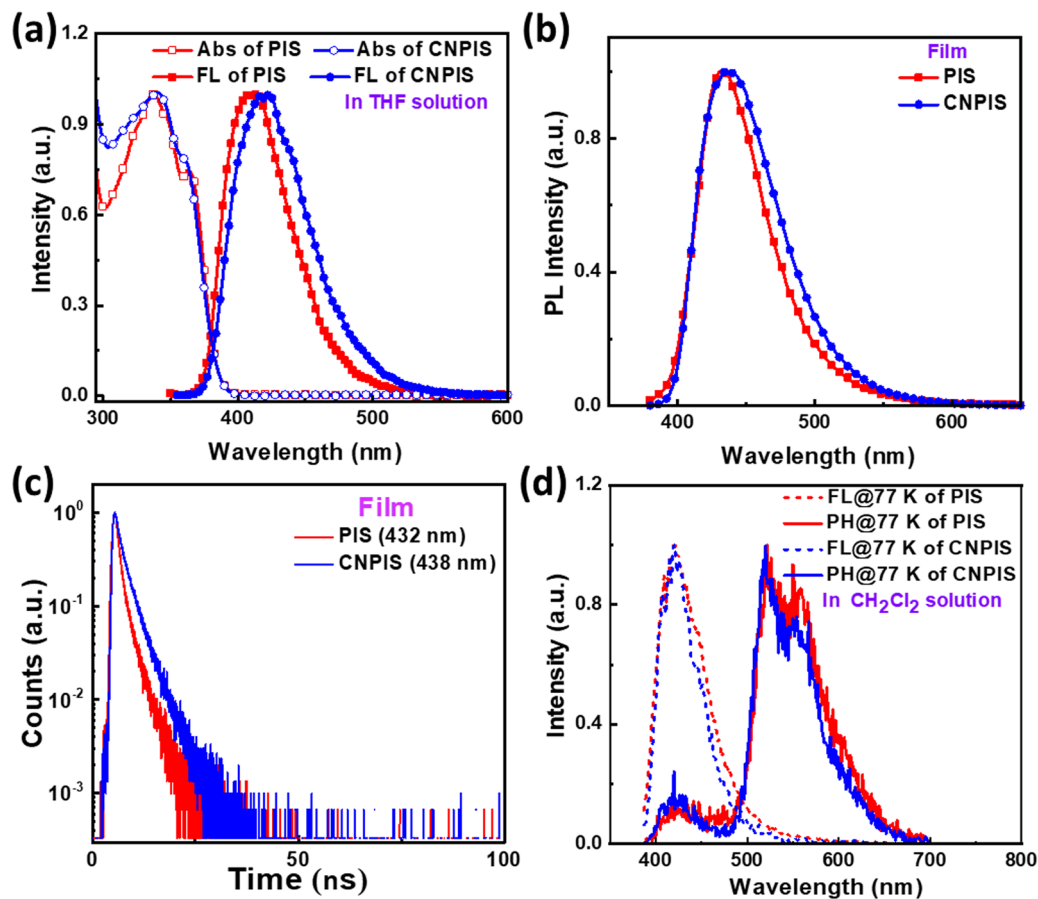 (a)
1.2
0.9
0.6
0.3
0.0
Intensity (a.u.)
Abs of PIS
Abs of CNPIS
FL of PIS
FL of CNPIS
In THF solution
300 400 500 600
Wavelength (nm)
(b)
0.8
0.4
0.0
PL Intensity (a.u.)
Film
PIS
CNPIS
400 500 600
Wavelength (nm)
(c)
10⁰
10⁻¹
10⁻²
10⁻³
Counts (a.u.)
Film
PIS (432 nm)
CNPIS (438 nm)
0 50 100
Time (ns)
(d)
1.2
0.8
0.4
0.0
Intensity (a.u.)
FL@77 K of PIS
PH@77 K of PIS
FL@77 K of CNPIS
PH@77 K of CNPIS
In CH₂Cl₂ solution
400 500 600 700 800
Wavelength (nm)